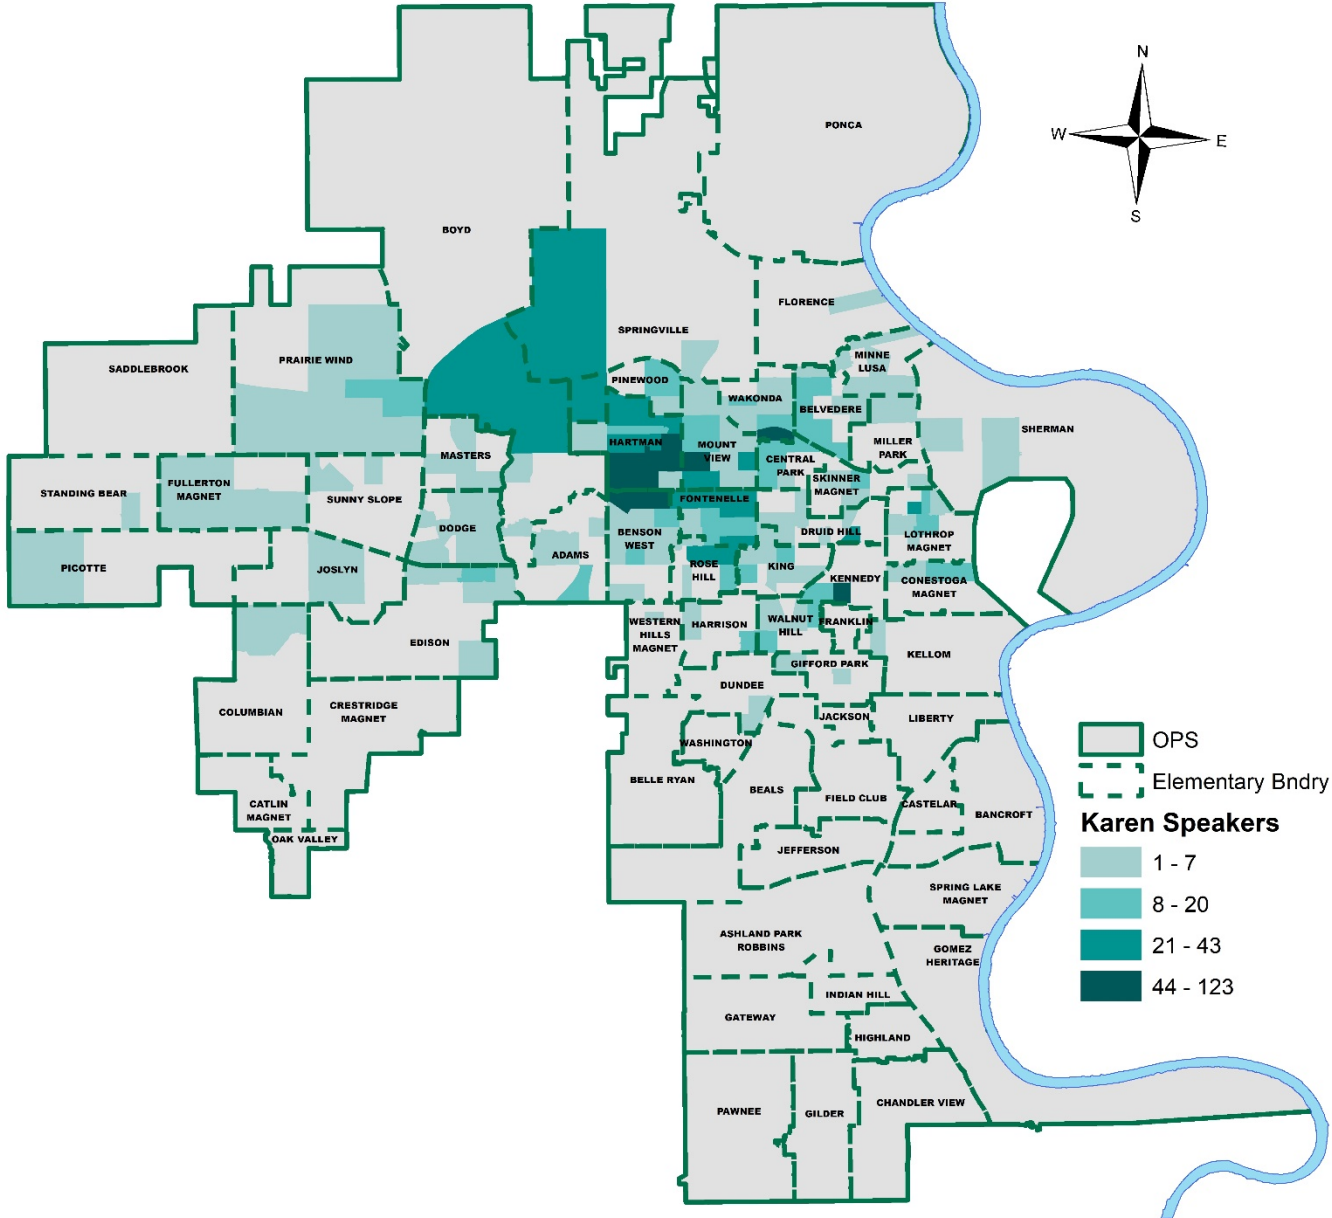 N
W
E
S
PONCA
BOYD
FLORENCE
SPRINGVILLE
MINNE
LUSA
PRAIRIE WIND
SADDLEBROOK
PINEWOOD
WAKONDA
BELVEDERE
SHERMAN
HARTMAN
MOUNT
VIEW
MILLER
PARK
MASTERS
CENTRAL
PARK
SKINNER
MAGNET
FULLERTON
MAGNET
STANDING BEAR
SUNNY SLOPE
FONTENELLE
DODGE
BENSON
WEST
DRUID HILL
LOTHROP
MAGNET
ADAMS
PICOTTE
JOSLYN
ROSE
HILL
KING
KENNEDY
CONESTOGA
MAGNET
WESTERN
HILLS
MAGNET
HARRISON
WALNUT
HILL
FRANKLIN
EDISON
KELLOM
GIFFORD PARK
DUNDEE
COLUMBIAN
CRESTRIDGE
MAGNET
JACKSON
LIBERTY
WASHINGTON
BELLE RYAN
BEALS
FIELD CLUB
CASTELAR
BANCROFT
CATLIN
MAGNET
OAK VALLEY
JEFFERSON
SPRING LAKE
MAGNET
ASHLAND PARK
ROBBINS
GOMEZ
HERITAGE
INDIAN HILL
GATEWAY
HIGHLAND
PAWNEE
GILDER
CHANDLER VIEW
OPS
Elementary Bndry
Karen Speakers
1 - 7
8 - 20
21 - 43
44 - 123